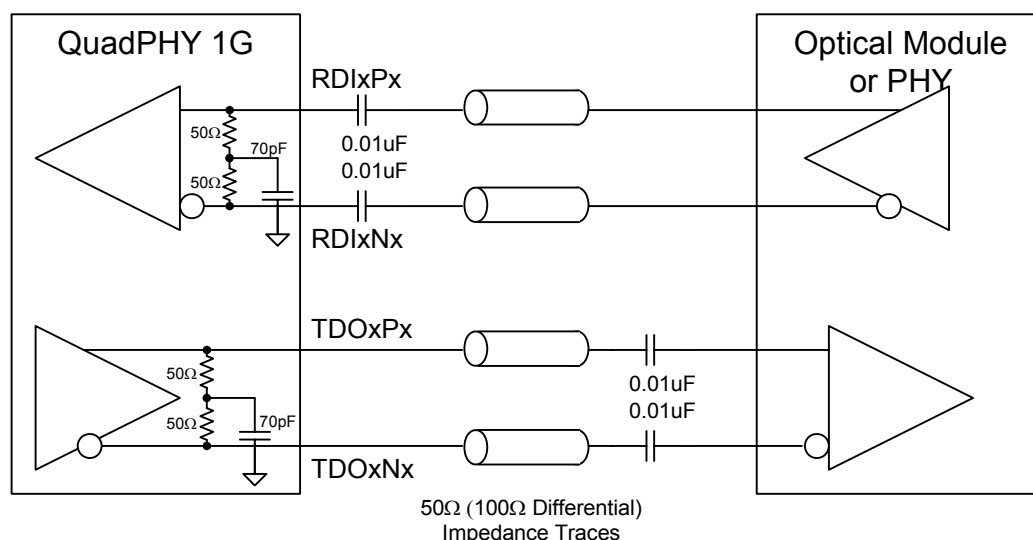 QuadPHY 1G
Optical Module
or PHY
RDIxPx
50Ω
70pF
0.01uF
0.01uF
50Ω
RDIxNx
TDOxPx
50Ω
0.01uF
0.01uF
50Ω
70pF
TDOxNx
50Ω (100Ω Differential)
Impedance Traces